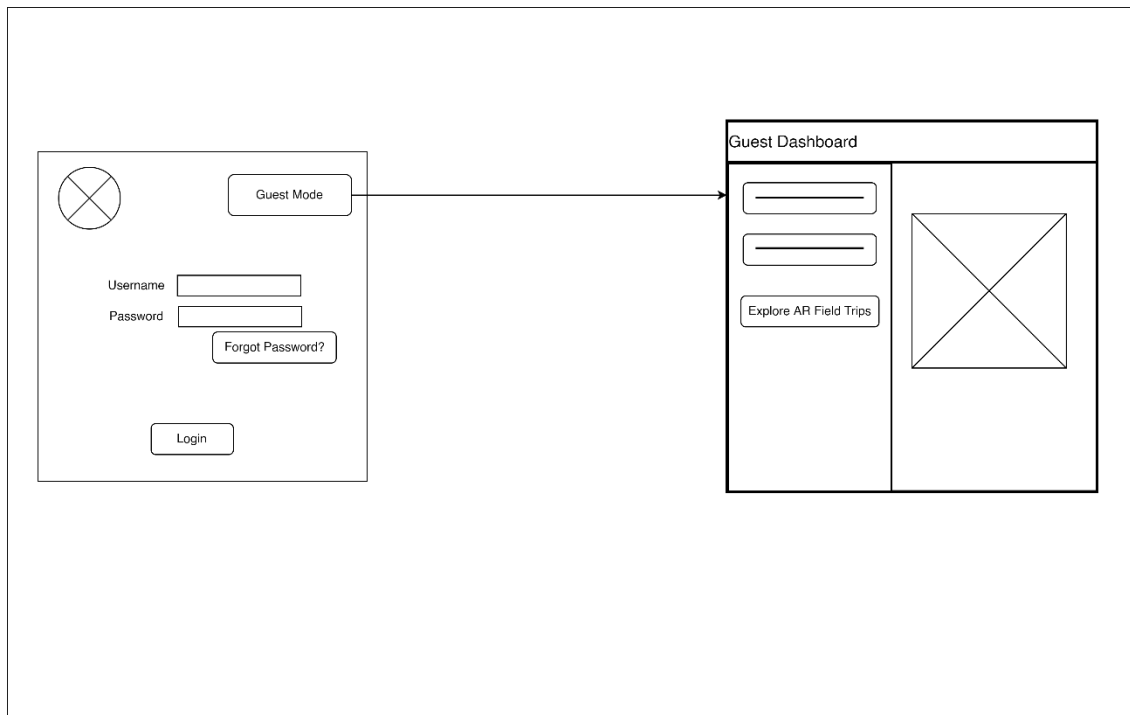 Guest Mode
Username
Password
Forgot Password?
Login
Guest Dashboard
Explore AR Field Trips